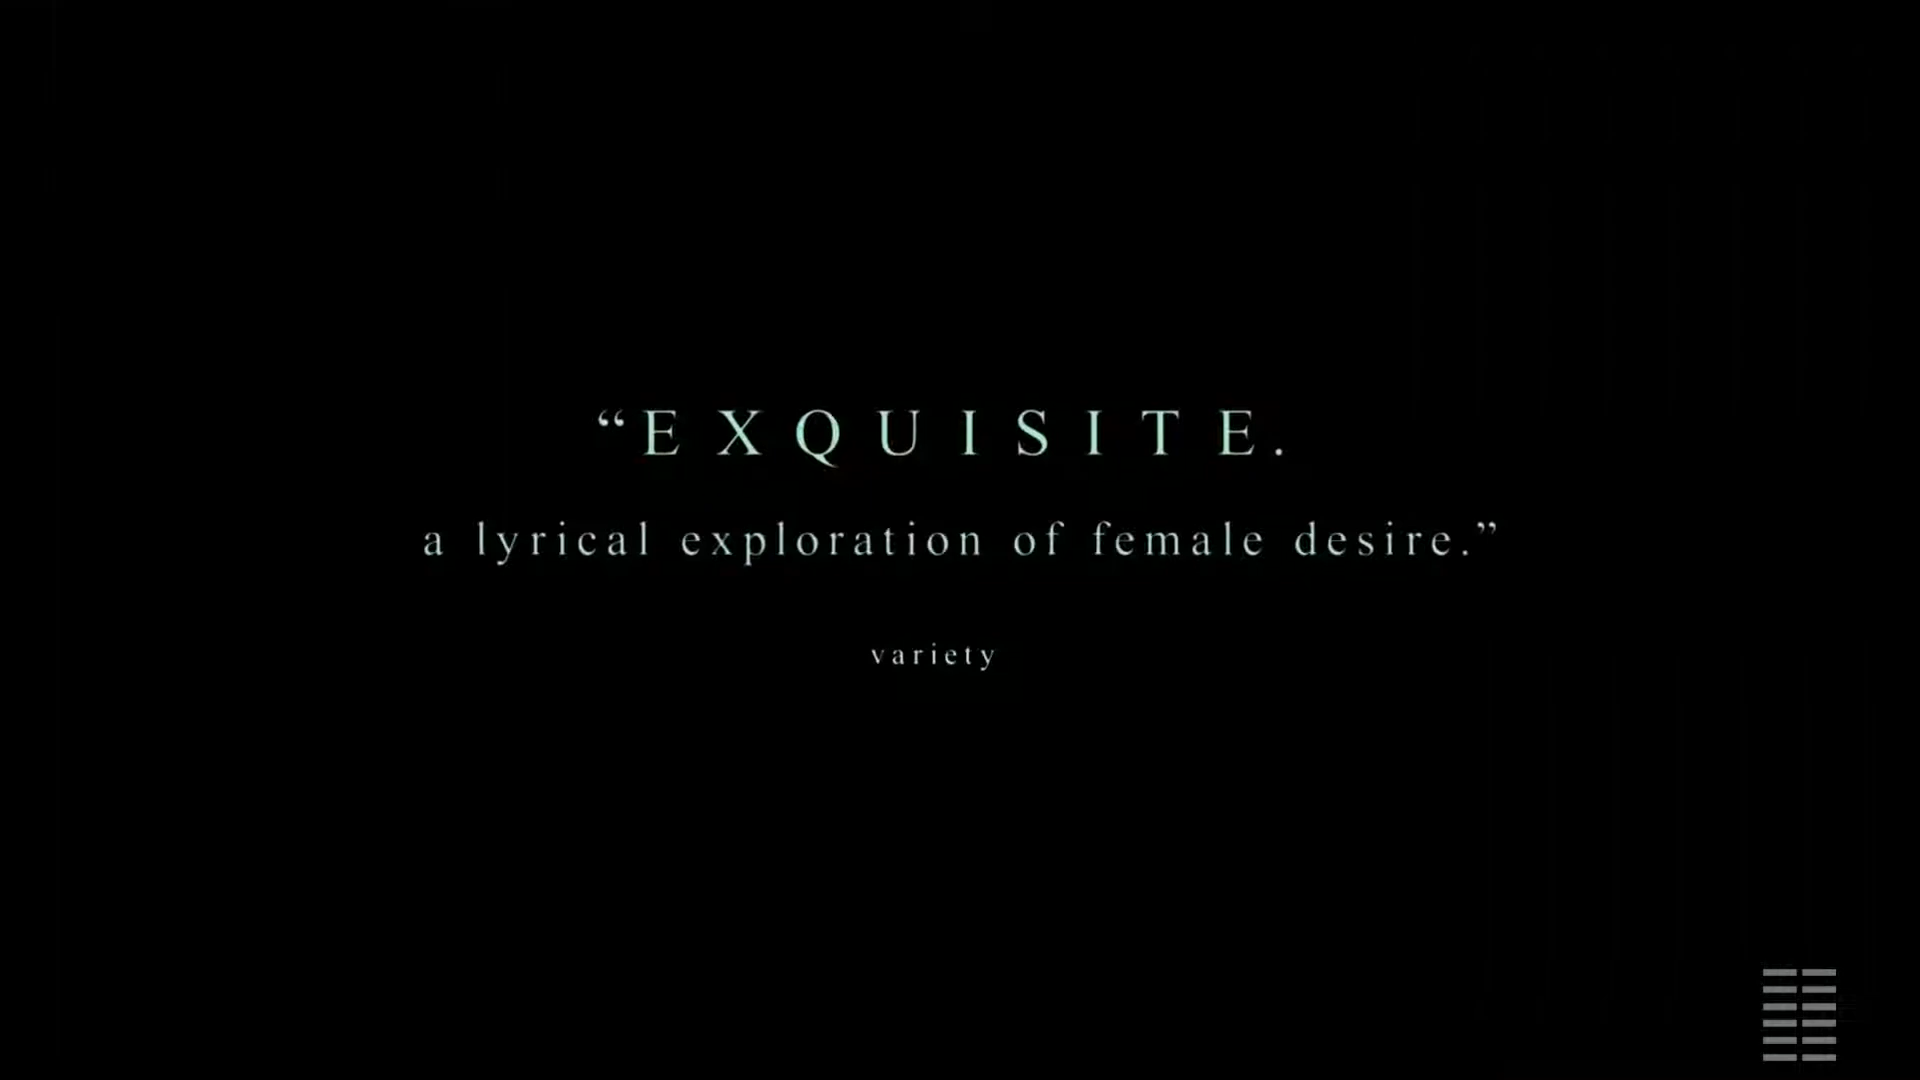 “EXQUISITE.
a lyrical exploration of female desire.”
variety